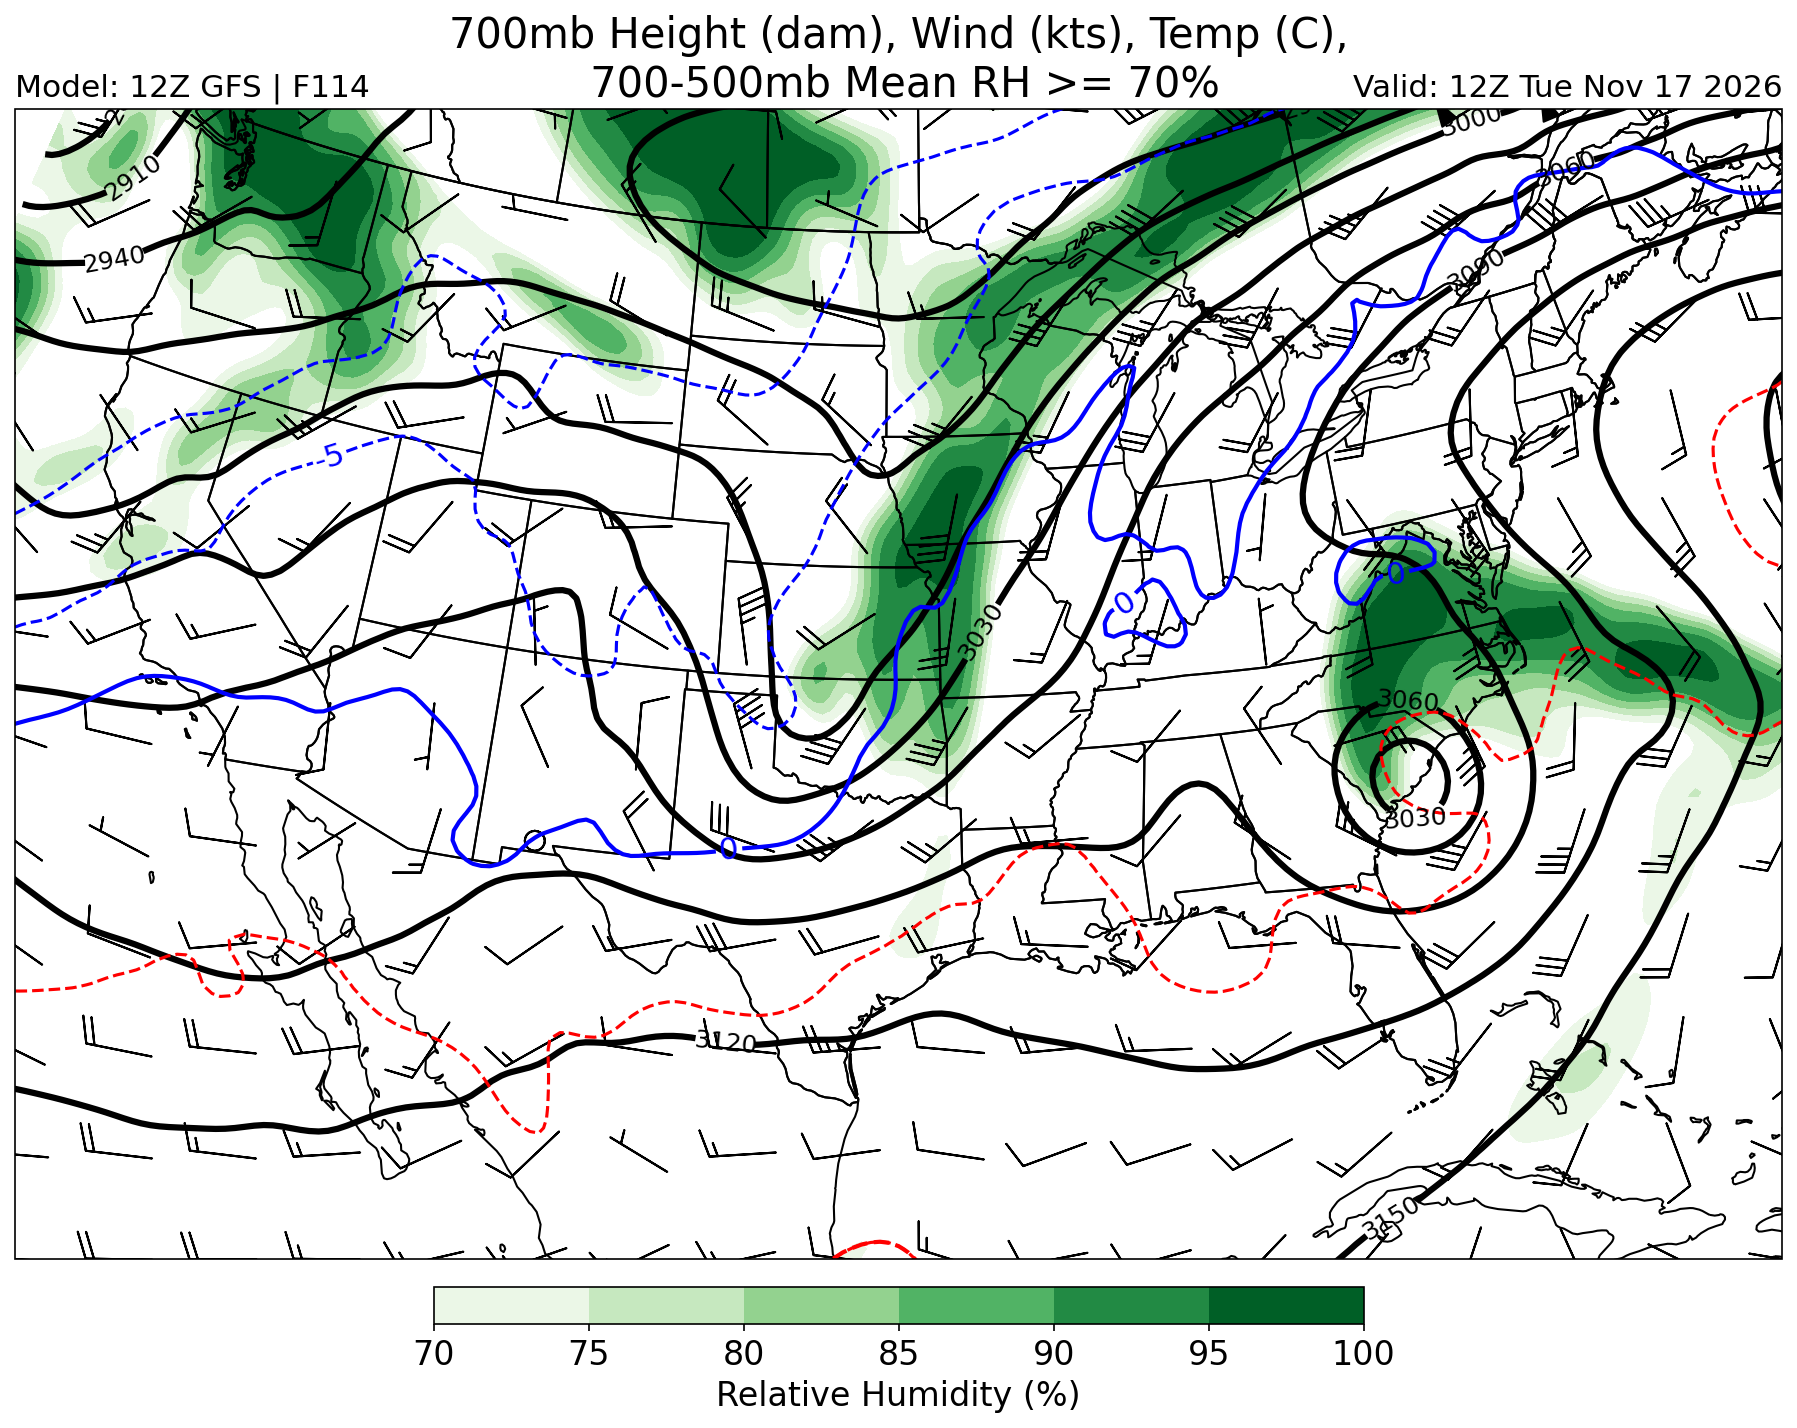 700mb Height (dam), Wind (kts), Temp (C),
700-500mb Mean RH >= 70%
Model: 12Z GFS | F114
Valid: 12Z Tue Nov 17 2026
3000
3060
2910
2940
3090
-5
0
0
3030
3060
3030
0
3120
3150
70 75 80 85 90 95 100
Relative Humidity (%)